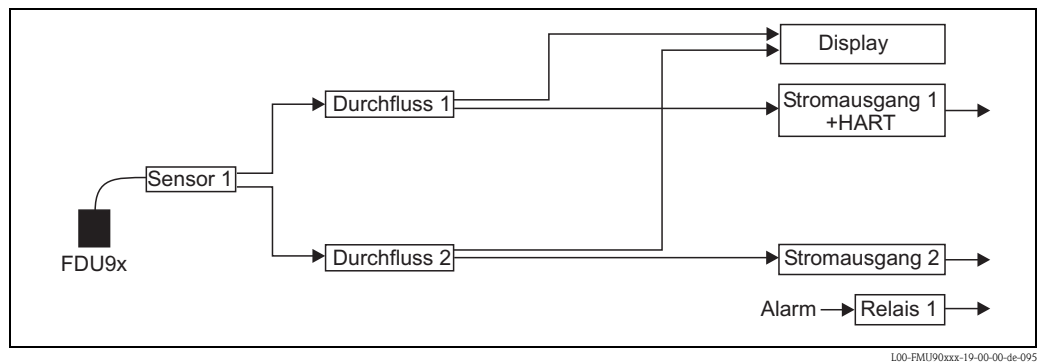 Display
Durchfluss 1
Stromausgang 1
+HART
Sensor 1
FDU9x
Durchfluss 2
Stromausgang 2
Alarm
Relais 1
L00-FMU90xxx-19-00-00-de-095